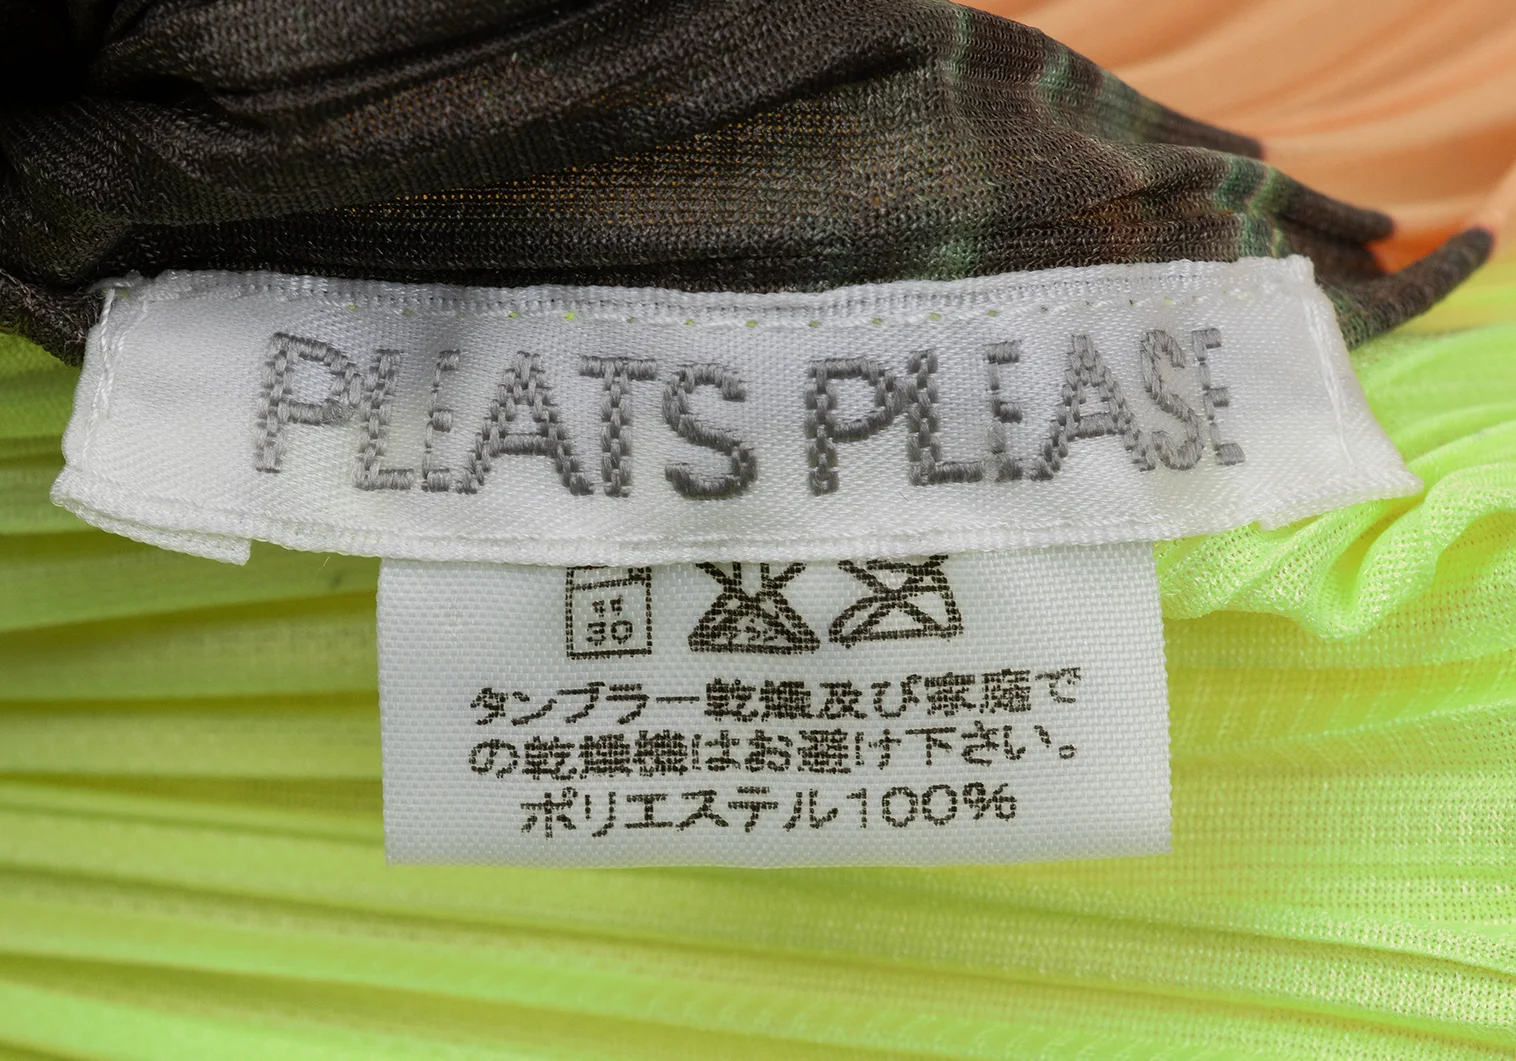 PLEATS PLEASE
11
30
タンブラー乾燥及び家庭で
の乾燥機はお避け下さい。
ポリエステル100%